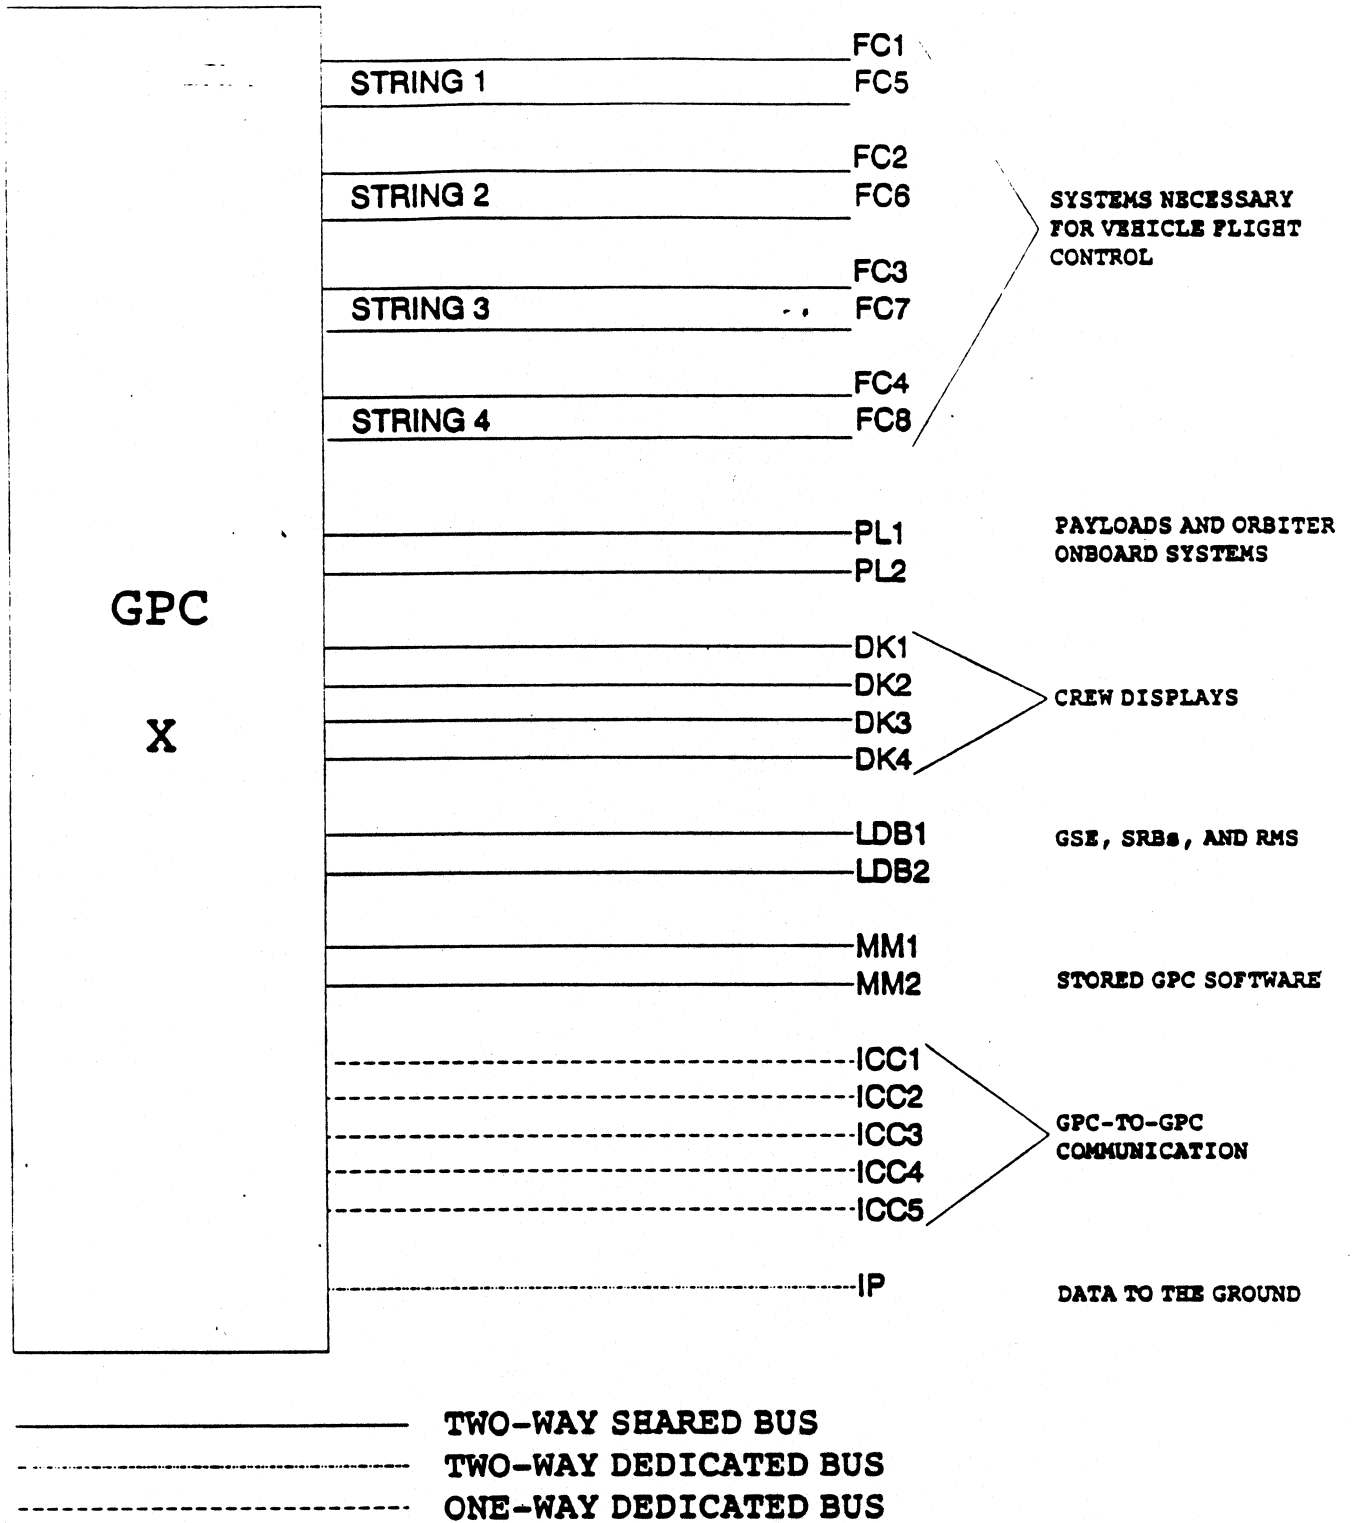 GPC
X
FC1
STRING 1 FC5
FC2
STRING 2 FC6
FC3
STRING 3 FC7
FC4
STRING 4 FC8
SYSTEMS NECESSARY
FOR VEHICLE FLIGHT
CONTROL
PL1
PL2
PAYLOADS AND ORBITER
ONBOARD SYSTEMS
DK1
DK2
DK3
DK4
CREW DISPLAYS
LDB1
LDB2
GSE, SRBs, AND RMS
MM1
MM2
STORED GPC SOFTWARE
ICC1
ICC2
ICC3
ICC4
ICC5
GPC-TO-GPC
COMMUNICATION
IP
DATA TO THE GROUND
TWO-WAY SHARED BUS
TWO-WAY DEDICATED BUS
ONE-WAY DEDICATED BUS